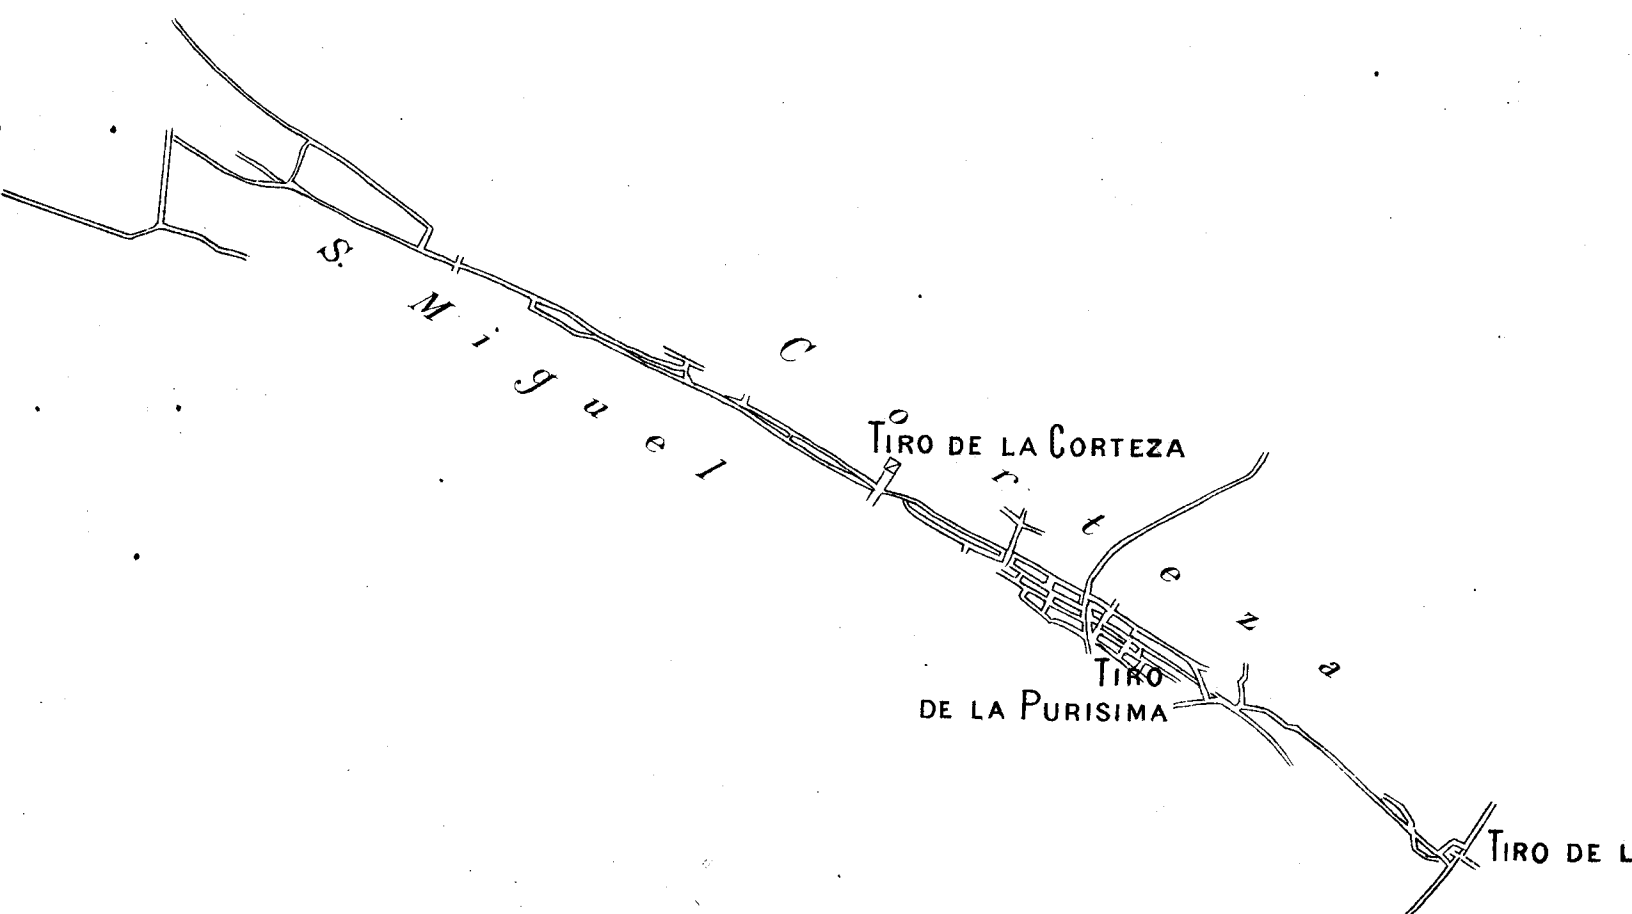 S. Miguel
Corteza
TIRO DE LA CORTEZA
TIRO
DE LA PURISIMA
TIRO DE L